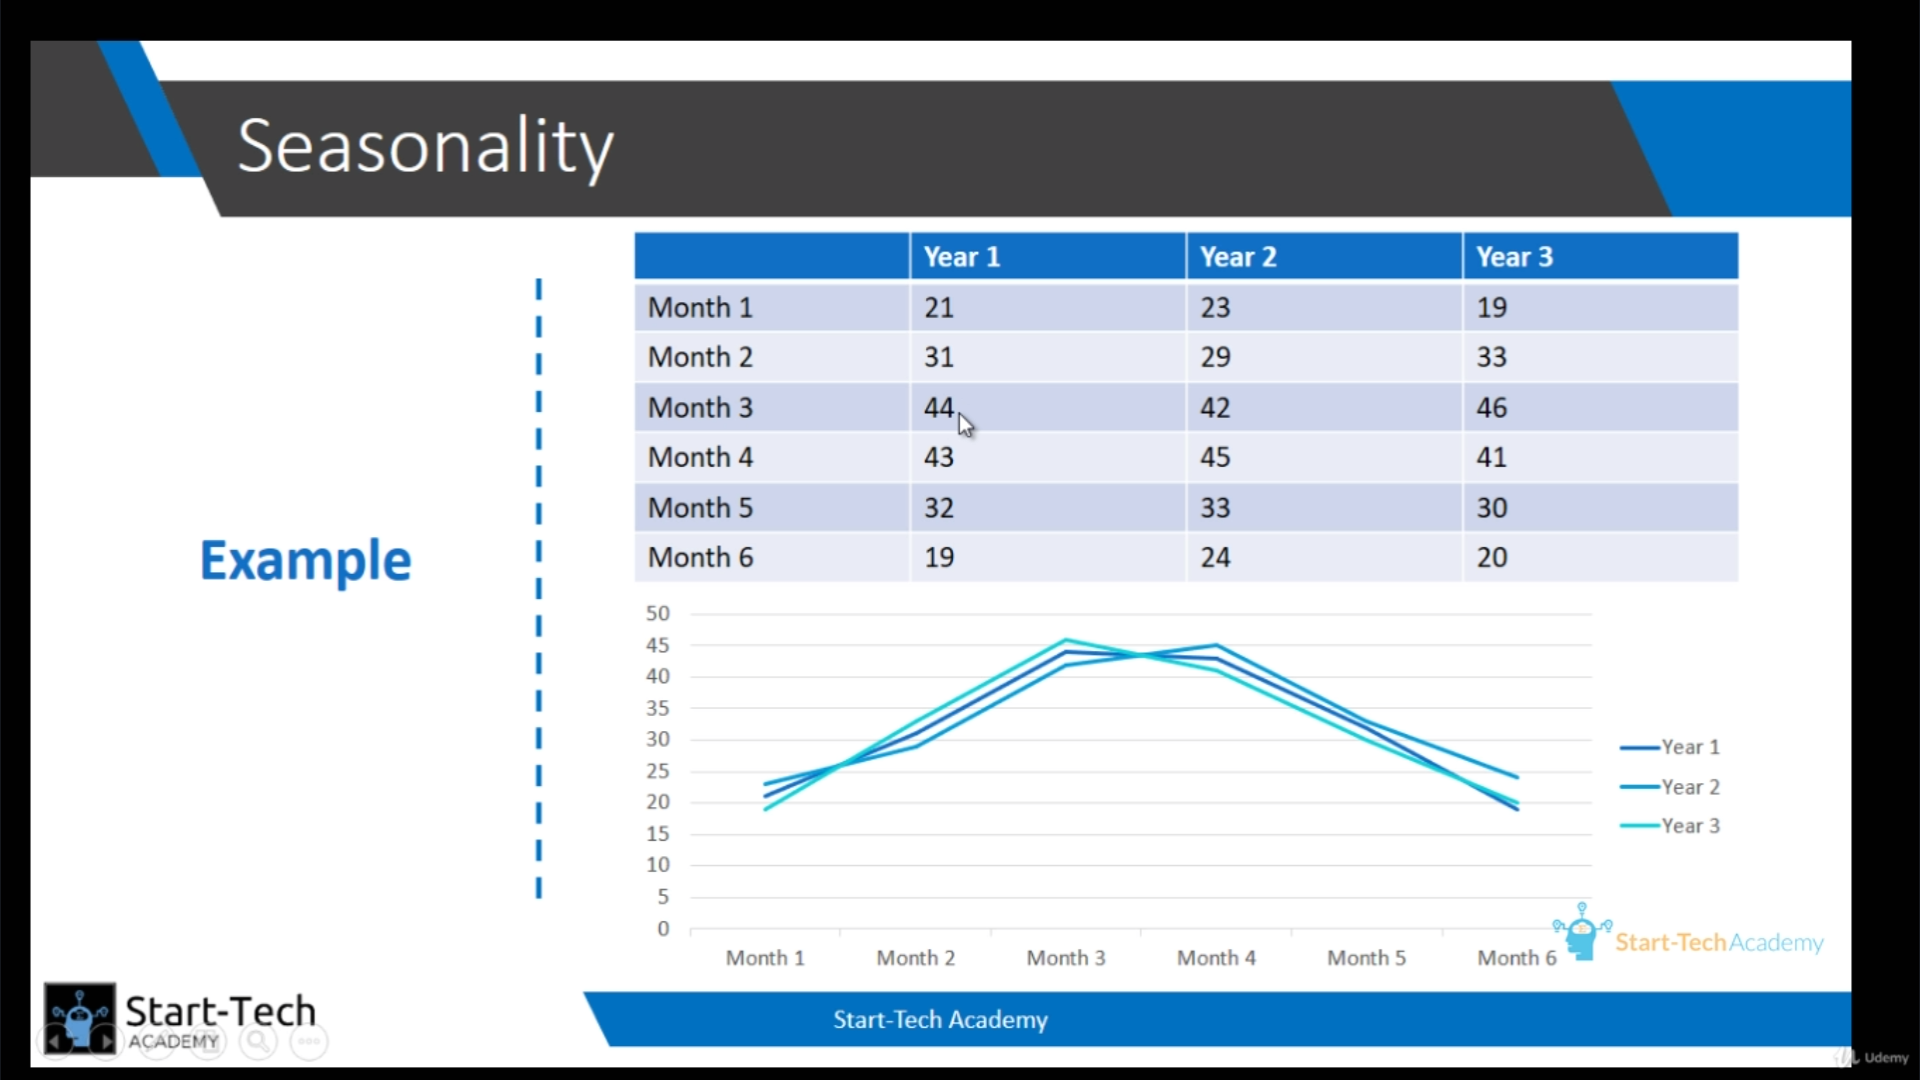 Seasonality
Year 1 Year 2 Year 3
Month 1 21 23 19
Month 2 31 29 33
Month 3 44 42 46
Month 4 43 45 41
Month 5 32 33 30
Month 6 19 24 20
Example
50
45
40
35
30
25
20
15
10
5
0
Month 1 Month 2 Month 3 Month 4 Month 5 Month 6
Year 1
Year 2
Year 3
Start-Tech Academy
Start-Tech
ACADEMY
Start-Tech Academy
Udemy